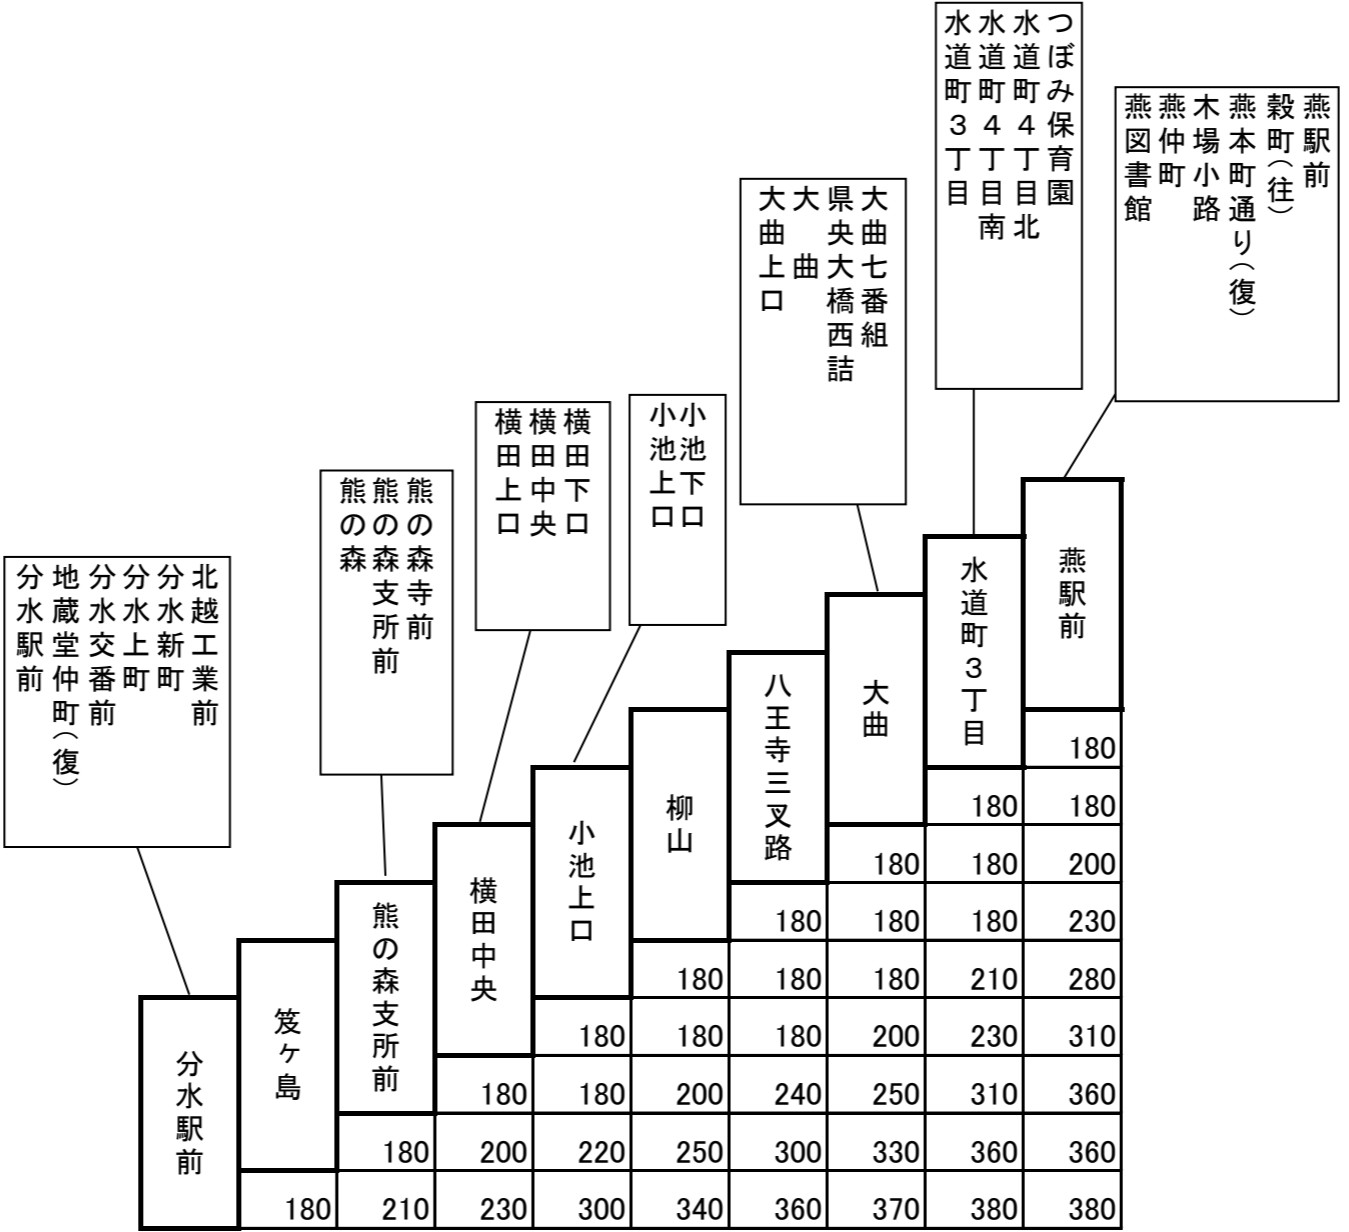 つぼみ保育園
水道町４丁目北
水道町４丁目南
水道町３丁目
燕駅前
穀町（往）
燕本町通り（復）
木場小路
燕仲町
燕図書館
大曲七番組
県央大橋西詰
大　曲
大曲上口
小池下口
小池上口
横田下口
横田中央
横田上口
熊の森寺前
熊の森支所前
熊の森
北越工業前
分水新町
分水上町
分水交番前
地蔵堂仲町（復）
分水駅前
燕駅前
水道町３丁目
大曲
八王寺三叉路
柳山
小池上口
横田中央
熊の森支所前
笈ヶ島
分水駅前
180
180 180
180 180 200
180 180 180 230
180 180 180 210 280
180 180 180 200 230 310
180 180 200 240 250 310 360
180 200 220 250 300 330 360 360
180 210 230 300 340 360 370 380 380